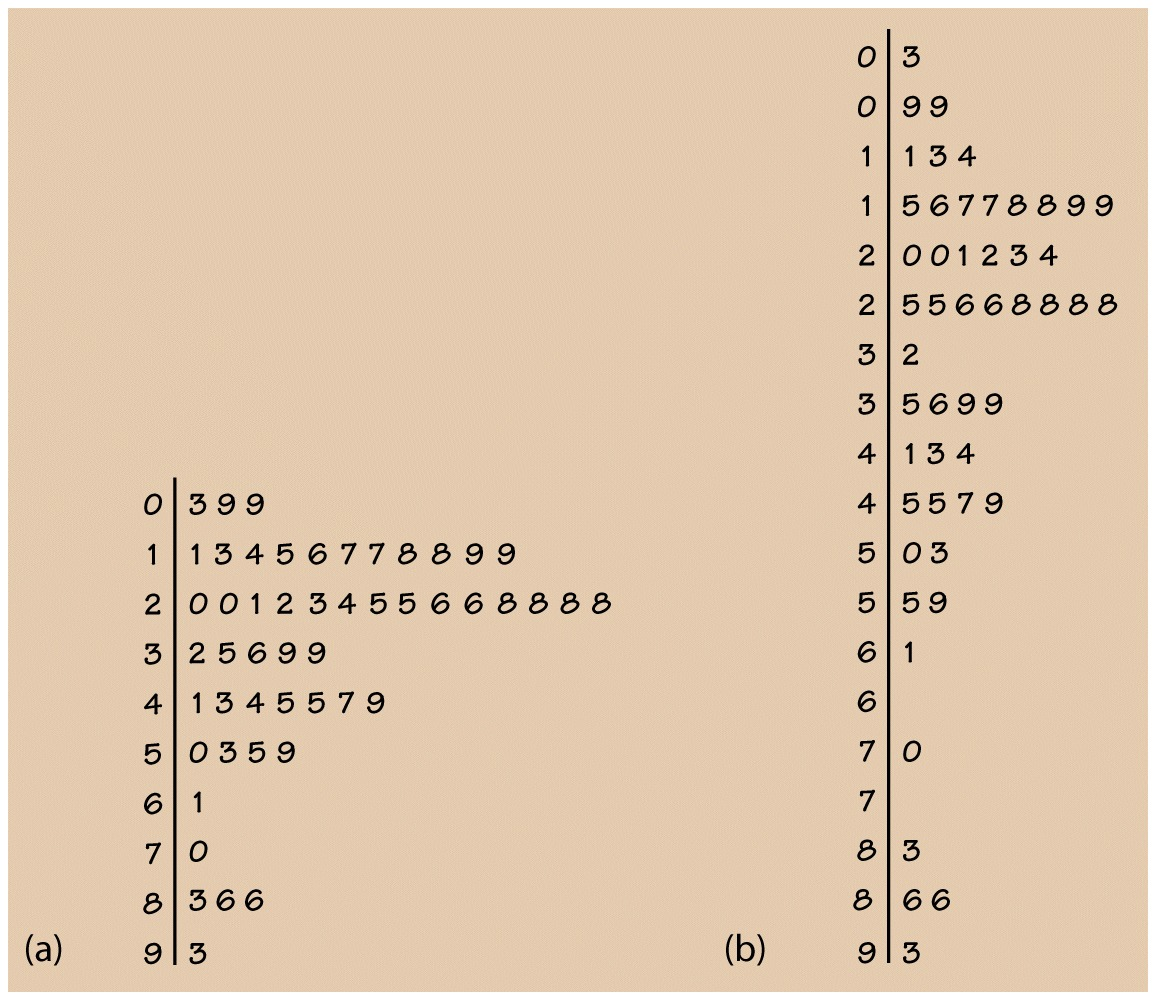 0 | 3 9 9
1 | 1 3 4 5 6 7 7 8 8 9 9
2 | 0 0 1 2 3 4 5 5 6 6 8 8 8 8
3 | 2 5 6 9 9
4 | 1 3 4 5 5 7 9
5 | 0 3 5 9
6 | 1
7 | 0
8 | 3 6 6
9 | 3
(a)
0 | 3
0 | 9 9
1 | 1 3 4
1 | 5 6 7 7 8 8 9 9
2 | 0 0 1 2 3 4
2 | 5 5 6 6 8 8 8 8
3 | 2
3 | 5 6 9 9
4 | 1 3 4
4 | 5 5 7 9
5 | 0 3
5 | 5 9
6 | 1
6 |
7 | 0
7 |
8 | 3
8 | 6 6
9 | 3
(b)